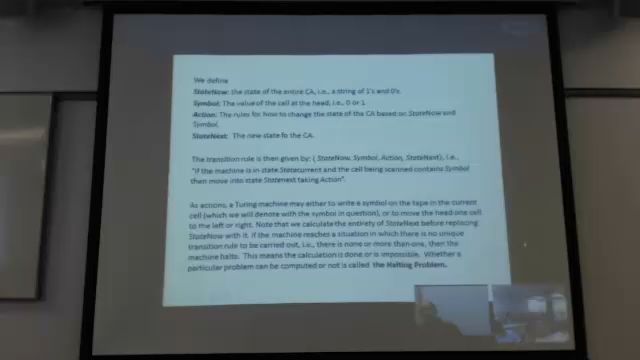 We define
StateNow: the state of the entire CA, i.e., a string of 1's and 0's.
Symbol: The value of the cell at the head, i.e., 0 or 1
Action: The rules for how to change the state of the CA based on StateNow and
Symbol.
StateNext: The new state fo the CA.
The transition rule is then given by: ( StateNow, Symbol, Action, StateNext), i.e.,
"if the machine is in state Statecurrent and the cell being scanned contains Symbol
then move into state Statenext taking Action".
As actions, a Turing machine may either to write a symbol on the tape in the current
cell (which we will denote with the symbol in question), or to move the head one cell
to the left or right. Note that we calculate the entirety of StateNext before replacing
StateNow with it. If the machine reaches a situation in which there is no unique
transition rule to be carried out, i.e., there is none or more than one, then the
machine halts. This means the calculation is done or is impossible. Whether a
particular problem can be computed or not is called the Halting Problem.